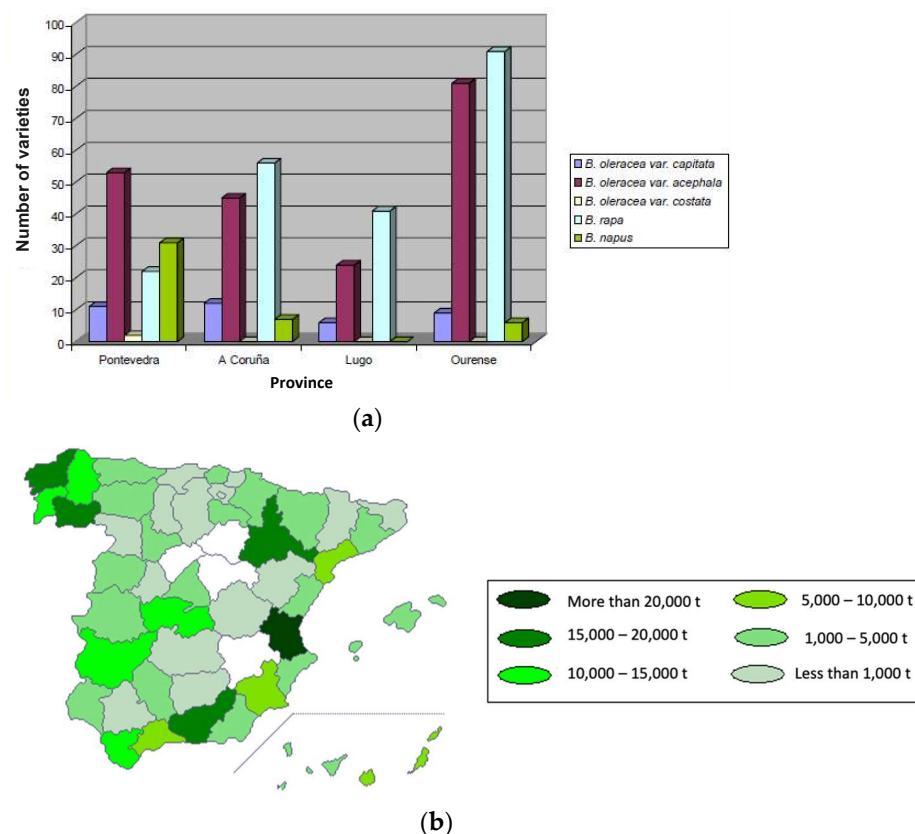 100
90
80
70
60
50
40
30
20
10
0
Number of varieties
Pontevedra A Coruña Lugo Ourense
Province
B. oleracea var. capitata
B. oleracea var. acephala
B. oleracea var. costata
B. rapa
B. napus
(a)
More than 20,000 t 5,000 – 10,000 t
15,000 – 20,000 t 1,000 – 5,000 t
10,000 – 15,000 t Less than 1,000 t
(b)